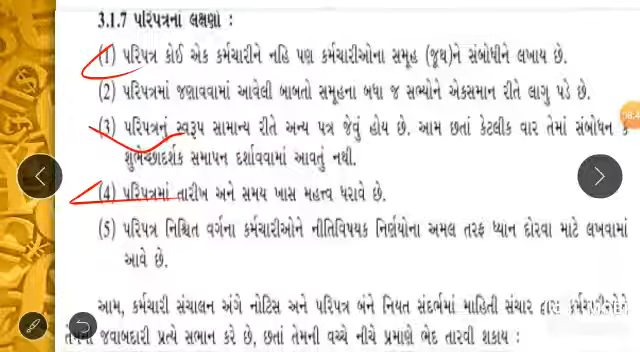 3.1.7 પરિપત્રનાં લક્ષણો :
(1) પરિપત્ર કોઈ એક કર્મચારીને નહિ પણ કર્મચારીઓના સમૂહ (જૂથ)ને સંબોધીને લખાય છે.
(2) પરિપત્રમાં જણાવવામાં આવેલી બાબતો સમૂહના બધા જ સભ્યોને એકસમાન રીતે લાગુ પડે છે.
(3) પરિપત્રનું સ્વરૂપ સામાન્ય રીતે અન્ય પત્ર જેવું હોય છે. આમ છતાં કેટલીક વાર તેમાં સંબોધન કે
શુભેચ્છાદર્શક સમાપન દર્શાવવામાં આવતું નથી.
(4) પરિપત્રમાં તારીખ અને સમય ખાસ મહત્ત્વ ધરાવે છે.
(5) પરિપત્ર નિશ્ચિત વર્ગના કર્મચારીઓને નીતિવિષયક નિર્ણયોના અમલ તરફ ધ્યાન દોરવા માટે લખવામાં
આવે છે.
આમ, કર્મચારી સંચાલન અંગે નોટિસ અને પરિપત્ર બંને નિયત સંદર્ભમાં માહિતી સંચાર દ્વારા કર્મચારીઓને
તેમની જવાબદારી પ્રત્યે સભાન કરે છે, છતાં તેમની વચ્ચે નીચે પ્રમાણે ભેદ તારવી શકાય :